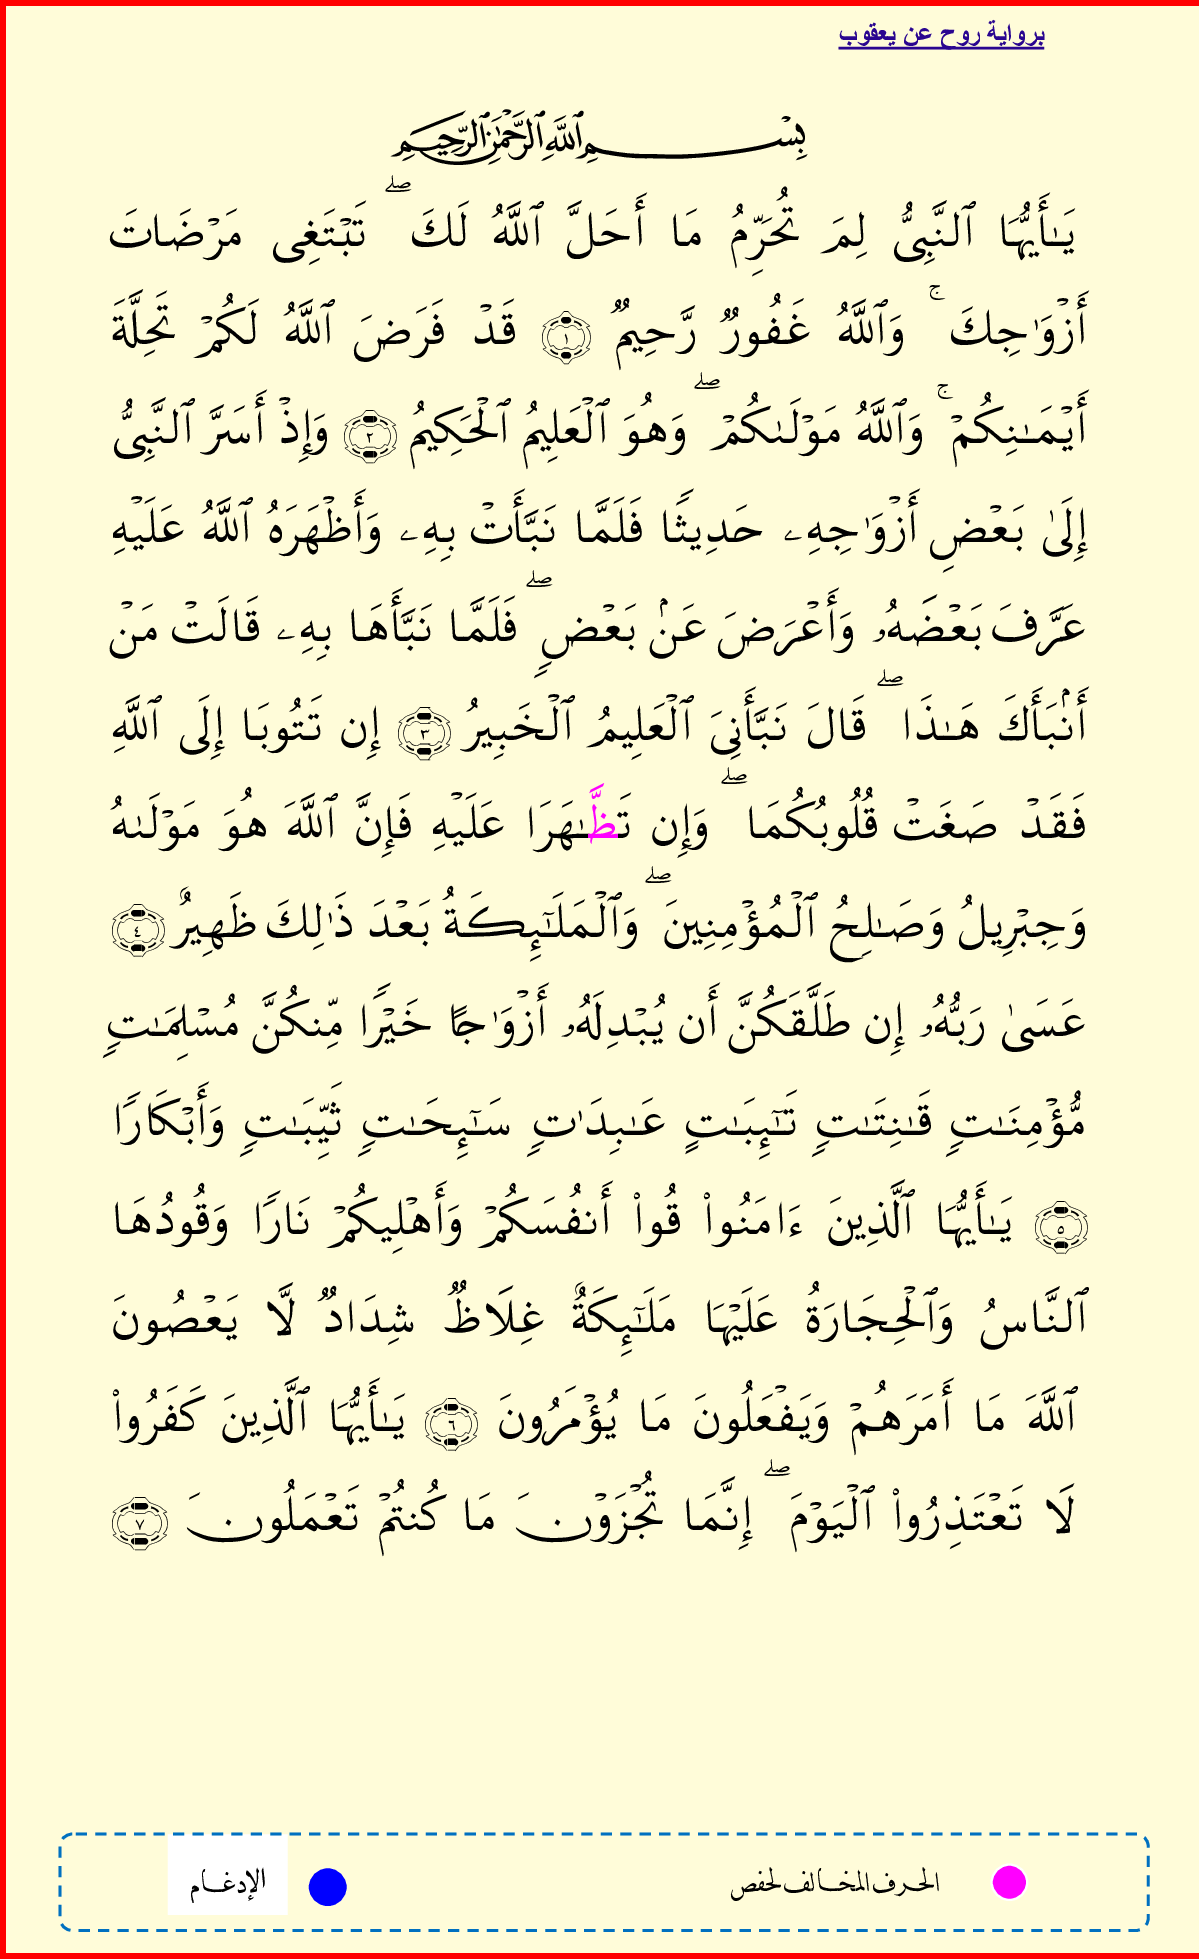 برواية روح عن يعقوب
بِسْمِ ٱللَّهِ ٱلرَّحْمَٰنِ ٱلرَّحِيمِ
يَـٰٓأَيُّهَا ٱلنَّبِىُّ لِمَ تُحَرِّمُ مَا أَحَلَّ ٱللَّهُ لَكَ ۖ تَبْتَغِى مَرْضَاتَ
أَزْوَٰجِكَ ۚ وَٱللَّهُ غَفُورٌ رَّحِيمٌ ١ قَدْ فَرَضَ ٱللَّهُ لَكُمْ تَحِلَّةَ
أَيْمَـٰنِكُمْ ۚ وَٱللَّهُ مَوْلَىٰكُمْ ۖ وَهُوَ ٱلْعَلِيمُ ٱلْحَكِيمُ ٢ وَإِذْ أَسَرَّ ٱلنَّبِىُّ
إِلَىٰ بَعْضِ أَزْوَٰجِهِۦ حَدِيثًا فَلَمَّا نَبَّأَتْ بِهِۦ وَأَظْهَرَهُ ٱللَّهُ عَلَيْهِ
عَرَّفَ بَعْضَهُۥ وَأَعْرَضَ عَنۢ بَعْضٍ ۖ فَلَمَّا نَبَّأَهَا بِهِۦ قَالَتْ مَنْ
أَنۢبَأَكَ هَـٰذَا ۖ قَالَ نَبَّأَنِىَ ٱلْعَلِيمُ ٱلْخَبِيرُ ٣ إِن تَتُوبَا إِلَى ٱللَّهِ
فَقَدْ صَغَتْ قُلُوبُكُمَا ۖ وَإِن تَظَّـٰهَرَا عَلَيْهِ فَإِنَّ ٱللَّهَ هُوَ مَوْلَىٰهُ
وَجِبْرِيلُ وَصَـٰلِحُ ٱلْمُؤْمِنِينَ ۖ وَٱلْمَلَـٰٓئِكَةُ بَعْدَ ذَٰلِكَ ظَهِيرٌ ٤
عَسَىٰ رَبُّهُۥ إِن طَلَّقَكُنَّ أَن يُبْدِلَهُۥ أَزْوَٰجًا خَيْرًا مِّنكُنَّ مُسْلِمَـٰتٍ
مُّؤْمِنَـٰتٍ قَـٰنِتَـٰتٍ تَـٰٓئِبَـٰتٍ عَـٰبِدَٰتٍ سَـٰٓئِحَـٰتٍ ثَيِّبَـٰتٍ وَأَبْكَارًا
٥ يَـٰٓأَيُّهَا ٱلَّذِينَ ءَامَنُوا۟ قُوا۟ أَنفُسَكُمْ وَأَهْلِيكُمْ نَارًا وَقُودُهَا
ٱلنَّاسُ وَٱلْحِجَارَةُ عَلَيْهَا مَلَـٰٓئِكَةٌ غِلَاظٌ شِدَادٌ لَّا يَعْصُونَ
ٱللَّهَ مَا أَمَرَهُمْ وَيَفْعَلُونَ مَا يُؤْمَرُونَ ٦ يَـٰٓأَيُّهَا ٱلَّذِينَ كَفَرُوا۟
لَا تَعْتَذِرُوا۟ ٱلْيَوْمَ ۖ إِنَّمَا تُجْزَوْنَ مَا كُنتُمْ تَعْمَلُونَ ٧
الحرف المخالف لحفص
الإدغام